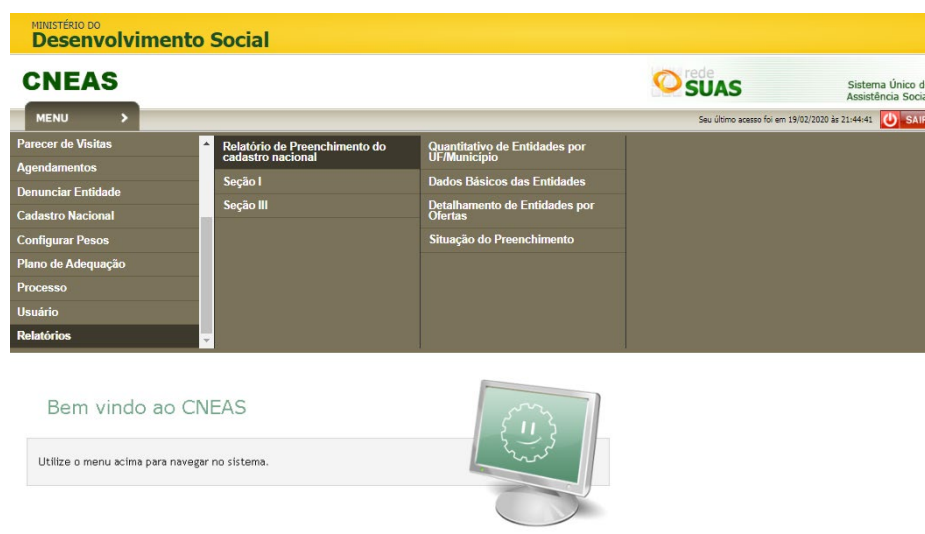 MINISTÉRIO DO
Desenvolvimento Social
CNEAS
rede
SUAS
Sistema Único d
Assistência Socia
MENU >
Seu último acesso foi em 19/02/2020 às 21:44:41
SAIR
Parecer de Visitas
Agendamentos
Denunciar Entidade
Cadastro Nacional
Configurar Pesos
Plano de Adequação
Processo
Usuário
Relatórios
Relatório de Preenchimento do
cadastro nacional
Seção I
Seção III
Quantitativo de Entidades por
UF/Município
Dados Básicos das Entidades
Detalhamento de Entidades por
Ofertas
Situação do Preenchimento
Bem vindo ao CNEAS
Utilize o menu acima para navegar no sistema.